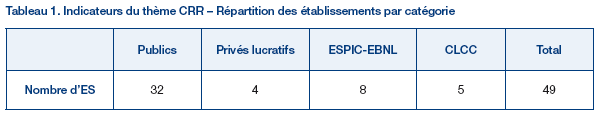 Tableau 1. Indicateurs du thème CRR – Répartition des établissements par catégorie
Publics Privés lucratifs ESPIC-EBNL CLCC Total
Nombre d'ES 32 4 8 5 49